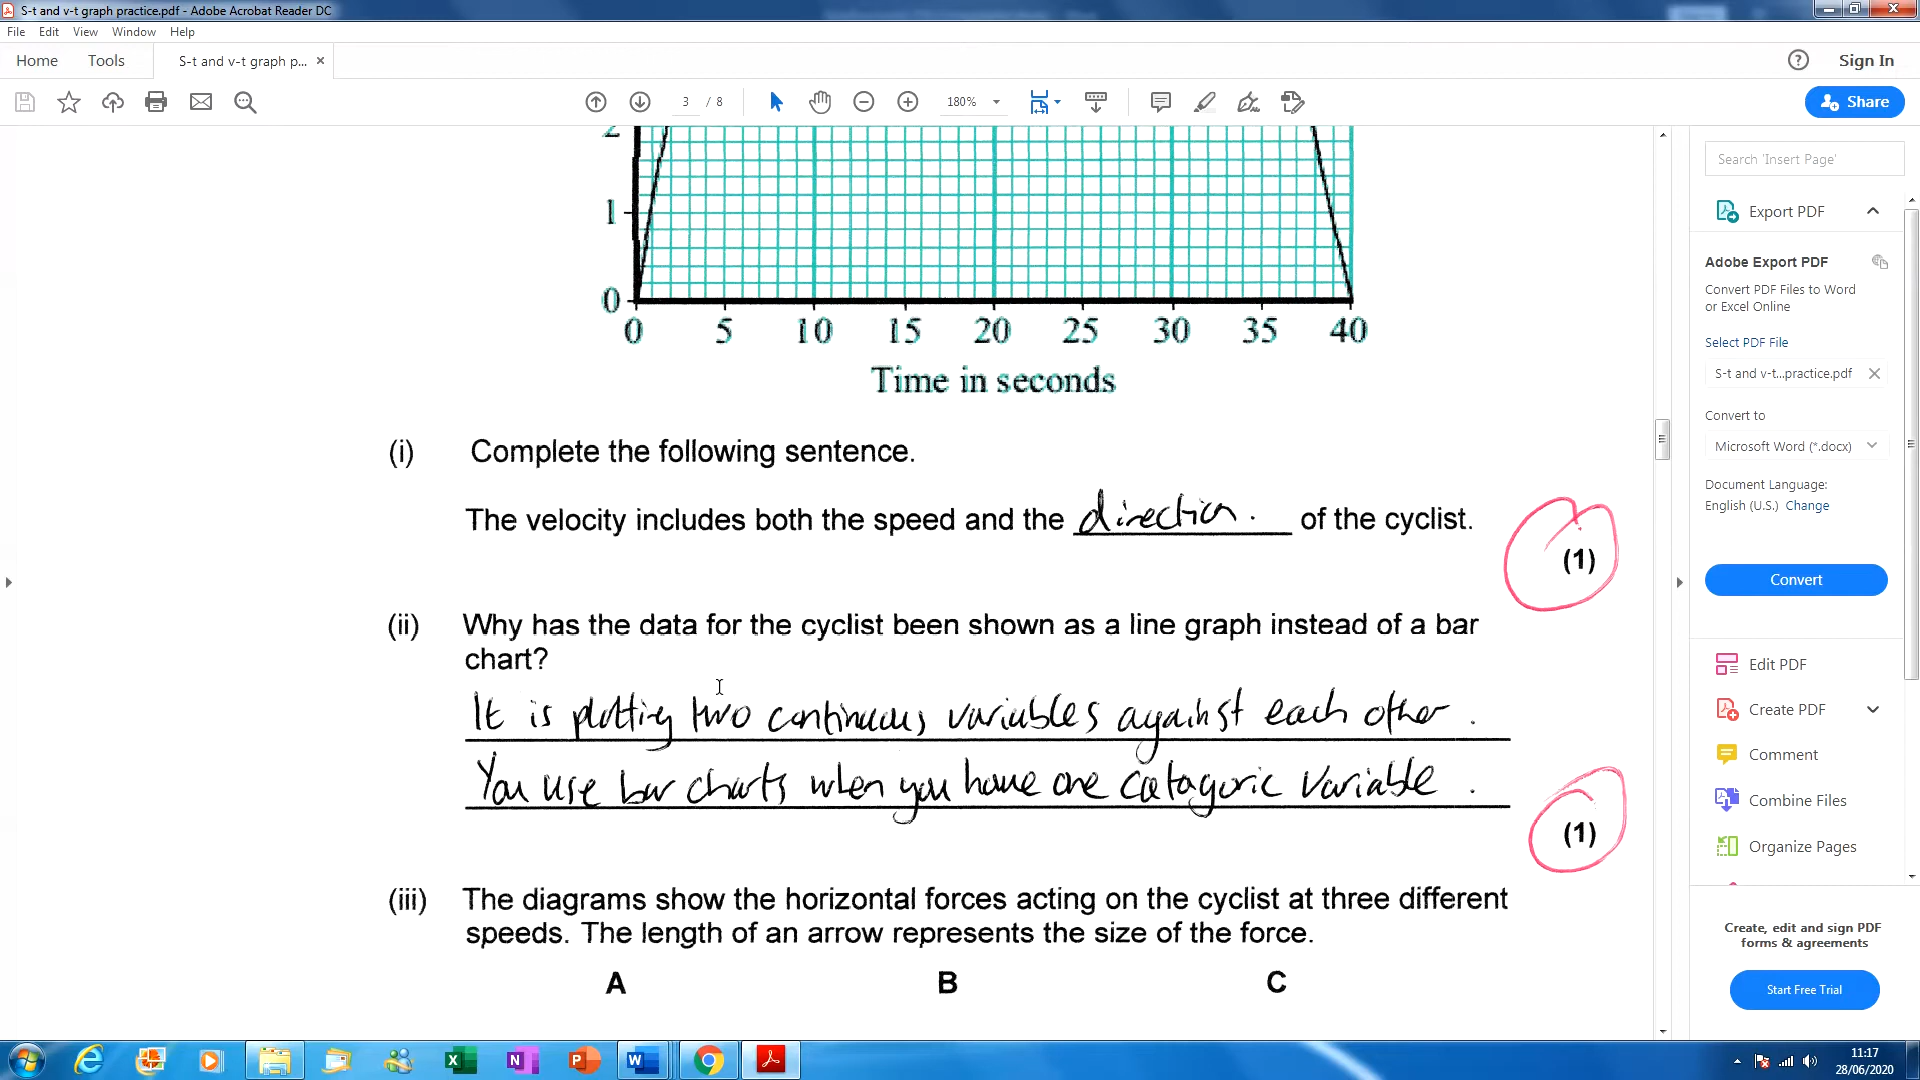 S-t and v-t graph practice.pdf - Adobe Acrobat Reader DC
File Edit View Window Help
Home Tools S-t and v-t graph p... × Sign In
3 / 8 180% Share
2
1
0
0 5 10 15 20 25 30 35 40
Time in seconds
(i) Complete the following sentence.
The velocity includes both the speed and the direction. of the cyclist.
(1)
(ii) Why has the data for the cyclist been shown as a line graph instead of a bar
chart?
It is plotting two continuous variables against each other.
You use bar charts when you have one catagoric variable.
(1)
(iii) The diagrams show the horizontal forces acting on the cyclist at three different
speeds. The length of an arrow represents the size of the force.
A B C
Search 'Insert Page'
Export PDF
Adobe Export PDF
Convert PDF Files to Word
or Excel Online
Select PDF File
S-t and v-t...practice.pdf
Convert to
Microsoft Word (*.docx)
Document Language:
English (U.S.) Change
Convert
Edit PDF
Create PDF
Comment
Combine Files
Organize Pages
Create, edit and sign PDF
forms & agreements
Start Free Trial
11:17
28/06/2020